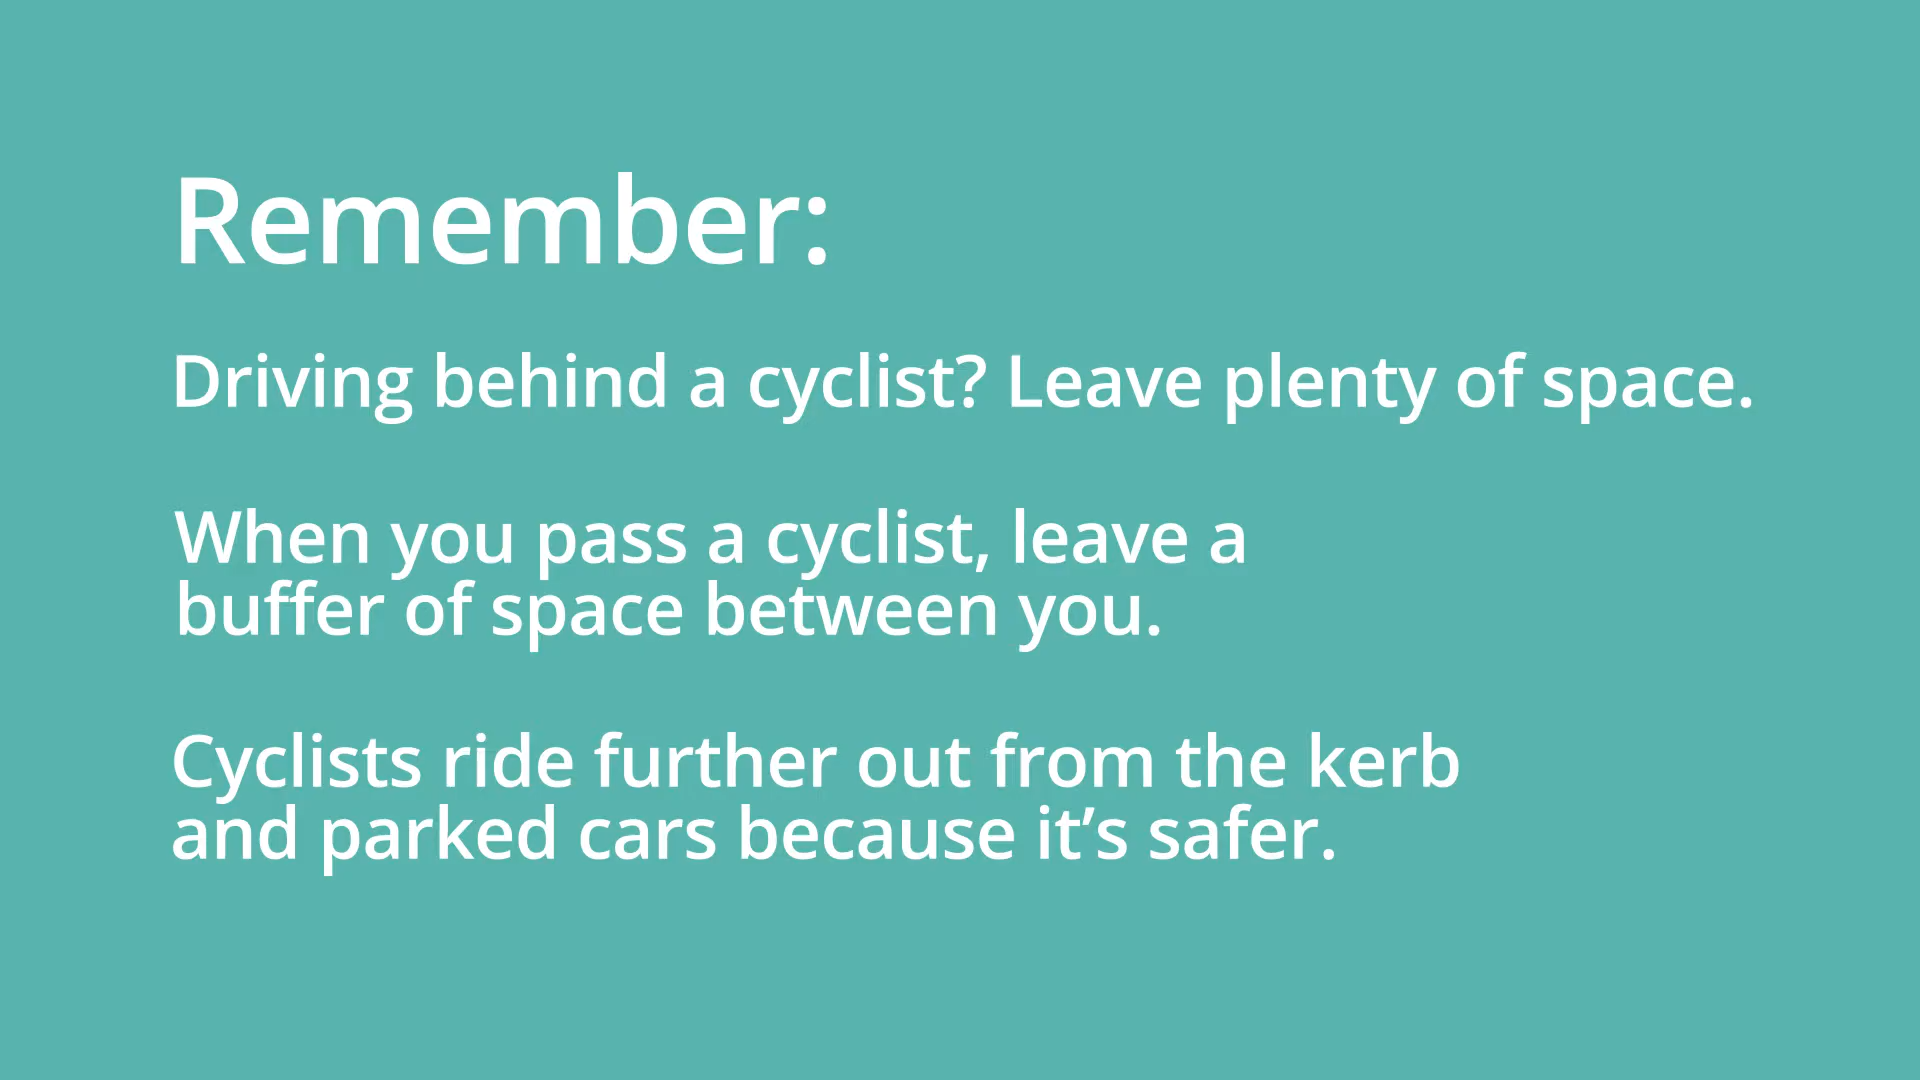 Remember:
Driving behind a cyclist? Leave plenty of space.
When you pass a cyclist, leave a
buffer of space between you.
Cyclists ride further out from the kerb
and parked cars because it’s safer.